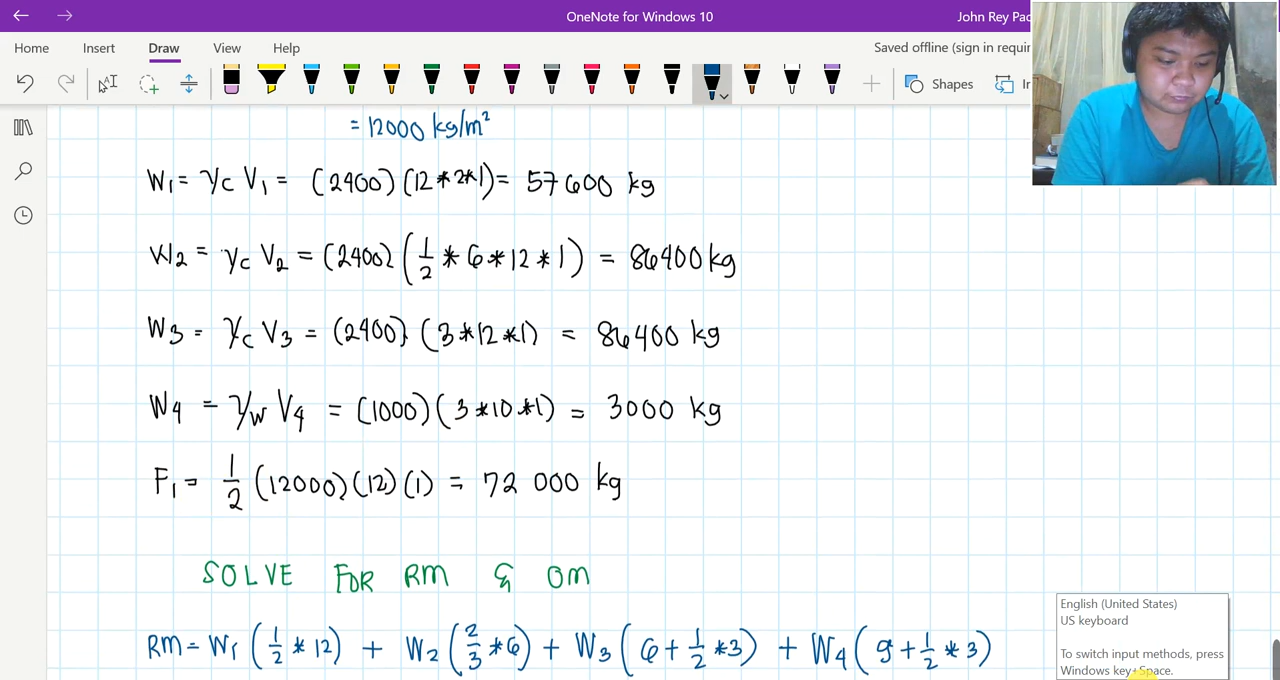 OneNote for Windows 10
John Rey Pac
Home Insert Draw View Help
Saved offline (sign in requir
Shapes
In
= 12000 kg/m²
W₁ = γc V₁ = (2400)(12*2*1) = 57600 kg
W₂ = γc V₂ = (2400)(1/2 * 6 * 12 * 1) = 86400 kg
W₃ = γc V₃ = (2400)(3*12*1) = 86400 kg
W₄ = γw V₄ = (1000)(3*10*1) = 3000 kg
F₁ = 1/2 (12000)(12)(1) = 72 000 kg
SOLVE FOR RM & OM
RM = W₁ (1/2 * 12) + W₂ (2/3 * 6) + W₃ (6 + 1/2 * 3) + W₄ (9 + 1/2 * 3)
English (United States)
US keyboard
To switch input methods, press
Windows key+Space.